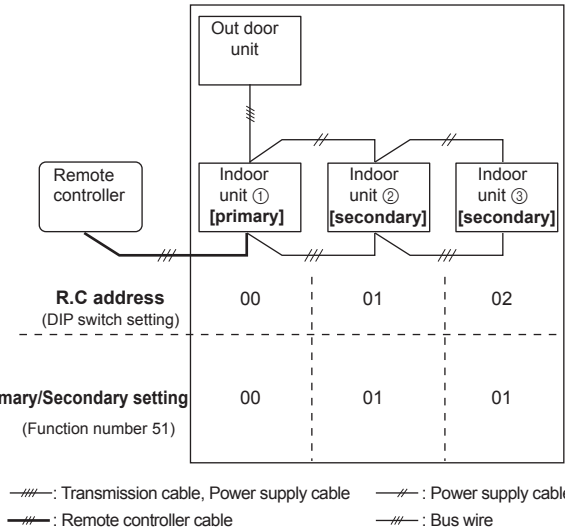 Out door
unit
Remote
controller
Indoor
unit ①
[primary]
Indoor
unit ②
[secondary]
Indoor
unit ③
[secondary]
R.C address
(DIP switch setting)
00
01
02
mary/Secondary setting
(Function number 51)
00
01
01
: Transmission cable, Power supply cable
: Power supply cable
: Remote controller cable
: Bus wire